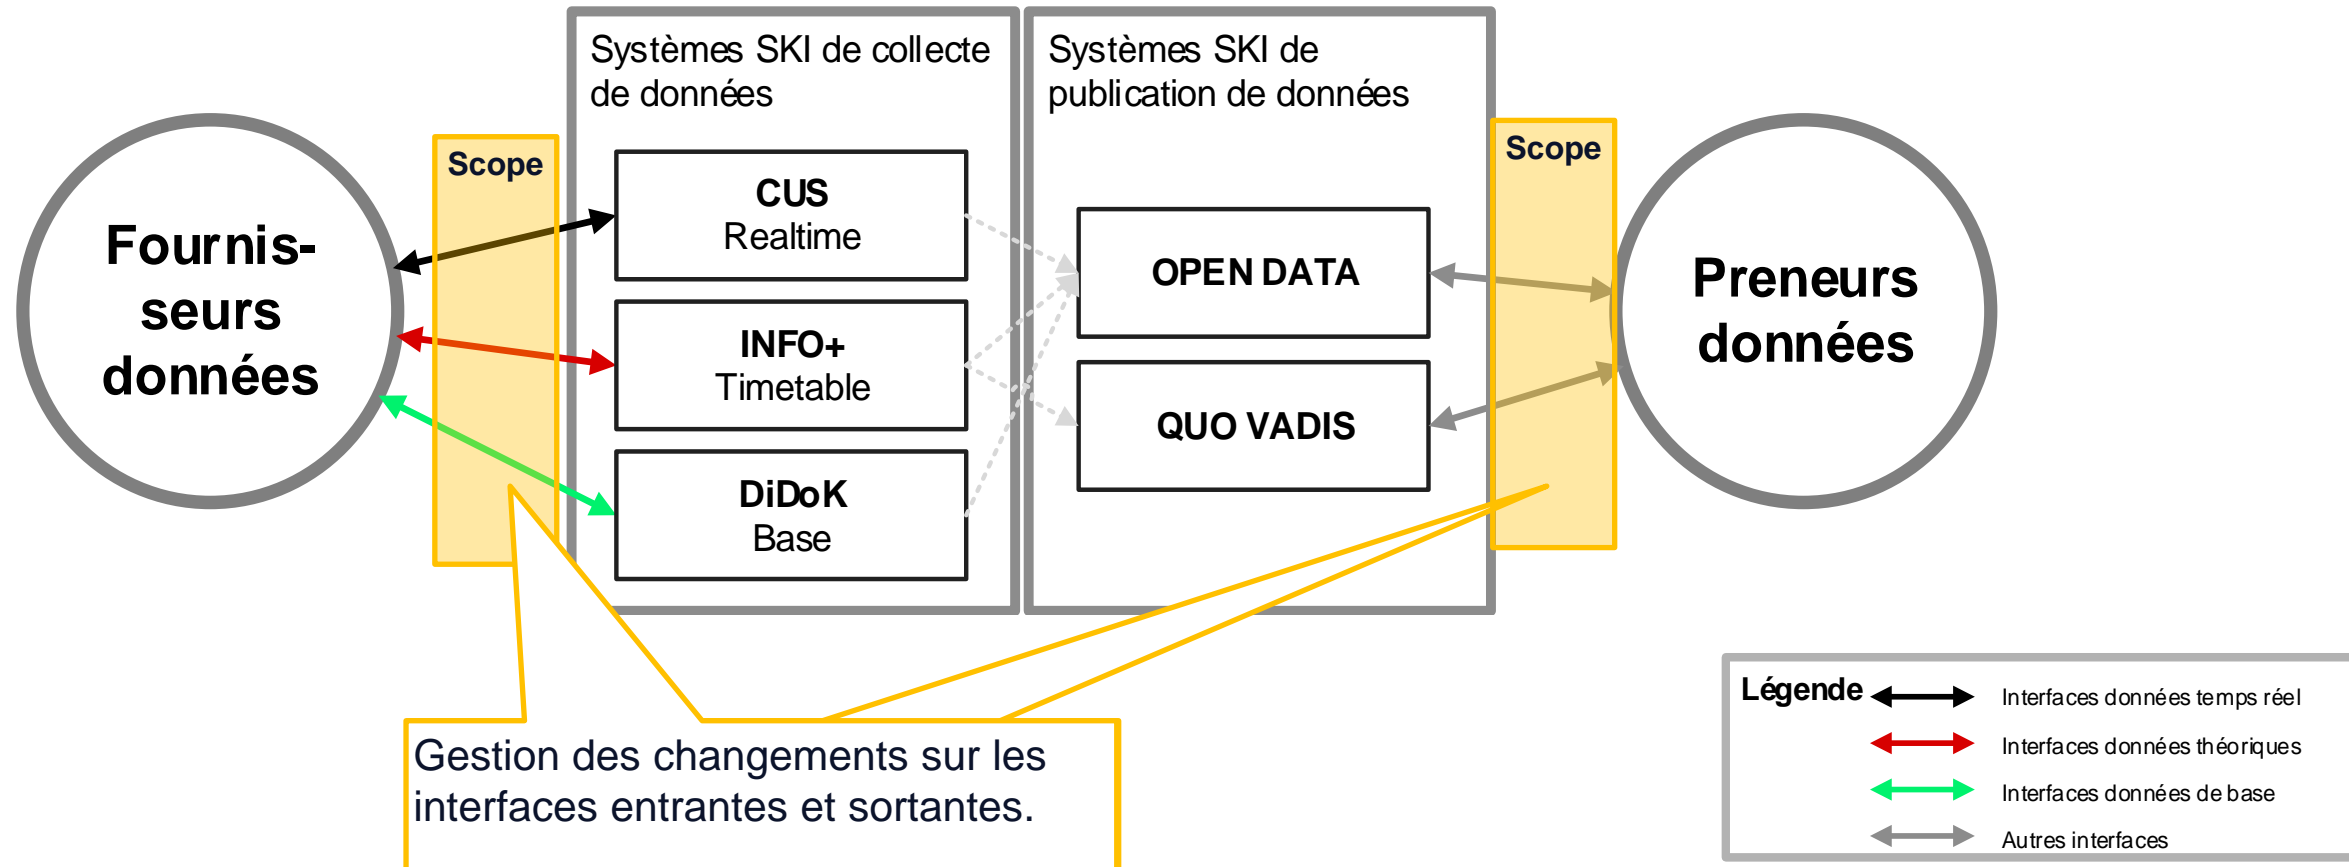 Systèmes SKI de collecte
de données
Systèmes SKI de
publication de données
Fournis-
seurs
données
Scope
CUS
Realtime
INFO+
Timetable
DiDoK
Base
OPEN DATA
QUO VADIS
Scope
Preneurs
données
Gestion des changements sur les
interfaces entrantes et sortantes.
Légende
Interfaces données temps réel
Interfaces données théoriques
Interfaces données de base
Autres interfaces